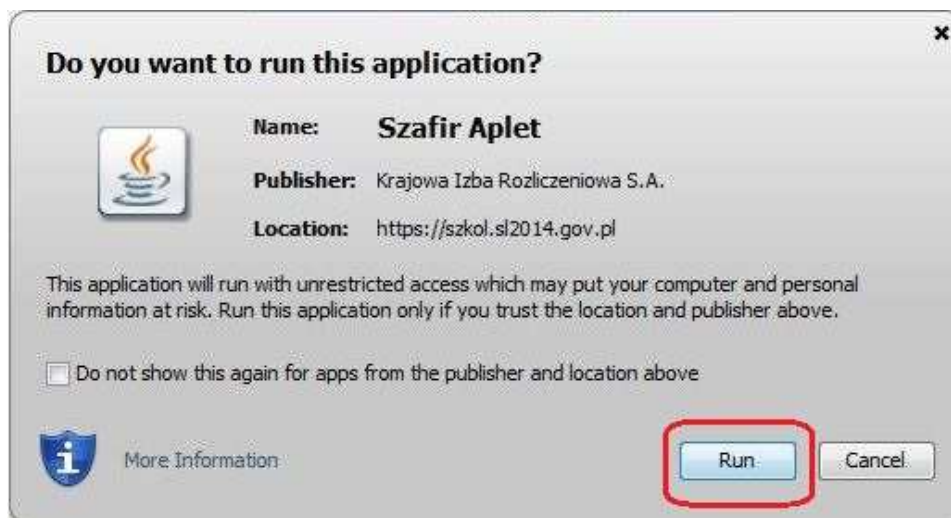 Do you want to run this application?
Name: Szafir Aplet
Publisher: Krajowa Izba Rozliczeniowa S.A.
Location: https://szkol.sl2014.gov.pl
This application will run with unrestricted access which may put your computer and personal
information at risk. Run this application only if you trust the location and publisher above.
Do not show this again for apps from the publisher and location above
More Information
Run
Cancel